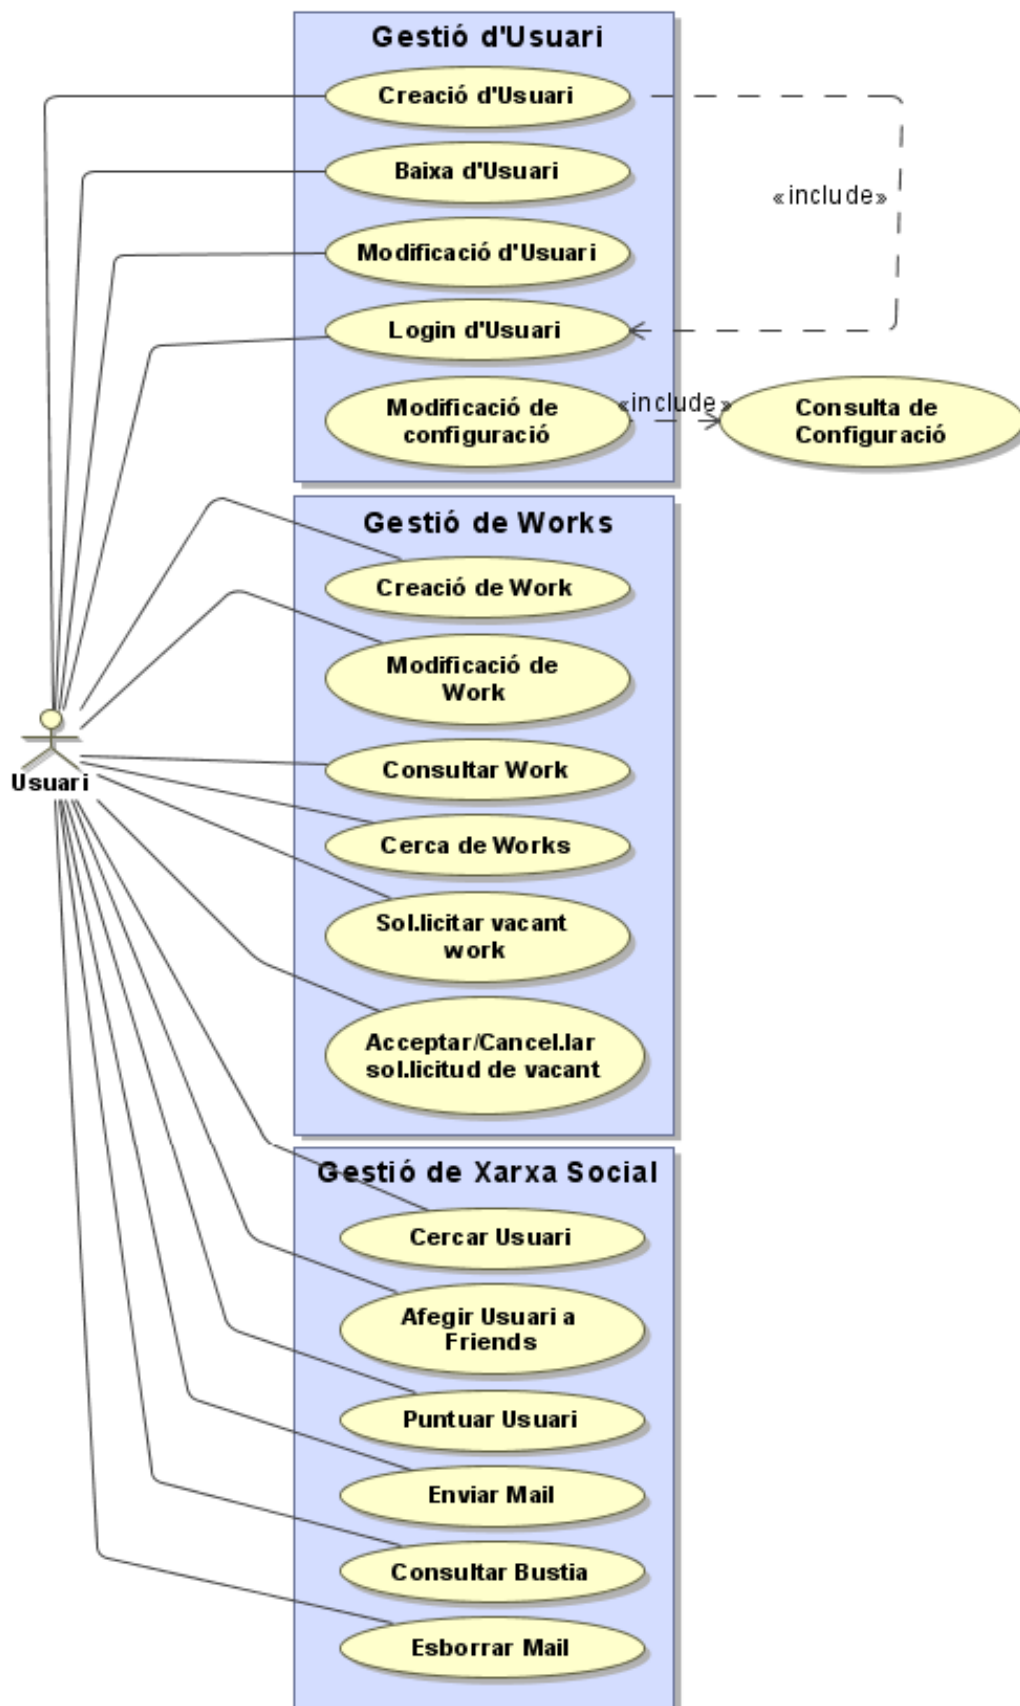 Gestió d'Usuari
Creació d'Usuari
Baixa d'Usuari
«include»
Modificació d'Usuari
Login d'Usuari
Modificació de
configuració
«include»
Consulta de
Configuració
Gestió de Works
Creació de Work
Modificació de
Work
Usuari
Consultar Work
Cerca de Works
Sol.licitar vacant
work
Acceptar/Cancel.lar
sol.licitud de vacant
Gestió de Xarxa Social
Cercar Usuari
Afegir Usuari a
Friends
Puntuar Usuari
Enviar Mail
Consultar Bustia
Esborrar Mail